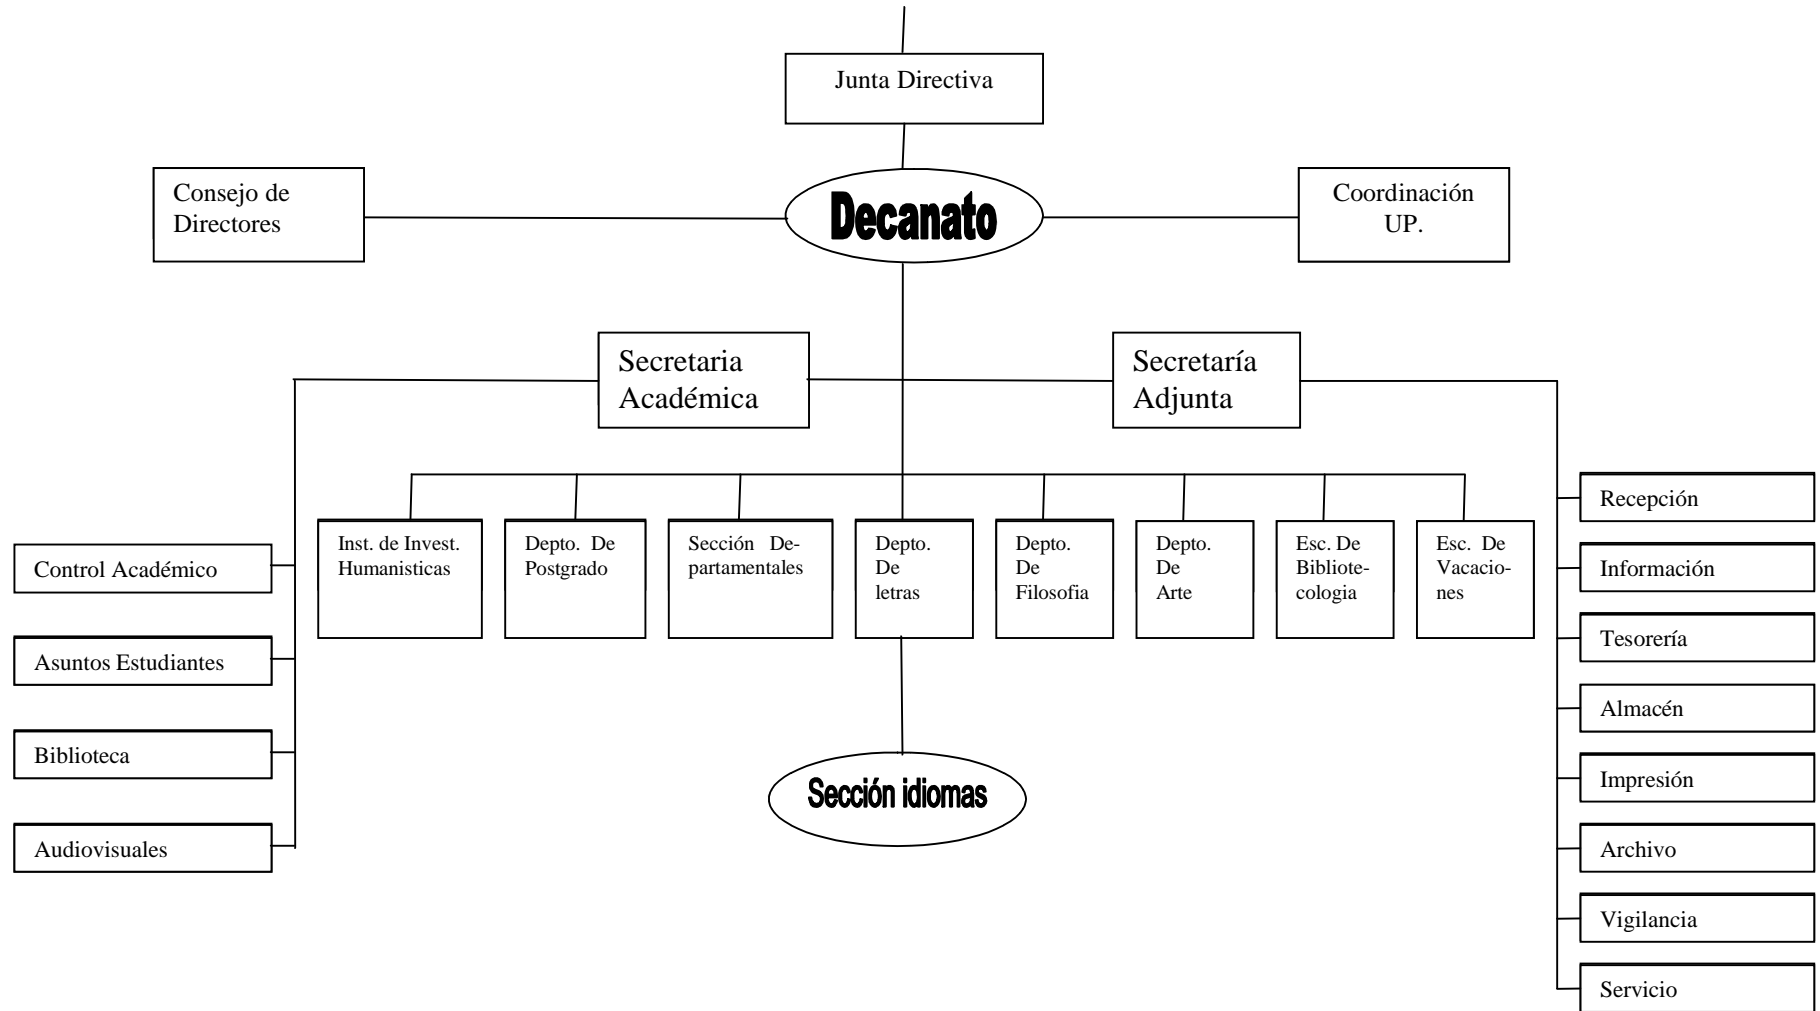 Junta Directiva
Consejo de
Directores
Decanato
Coordinación
UP.
Secretaria
Académica
Secretaría
Adjunta
Inst. de Invest.
Humanisticas
Depto. De
Postgrado
Sección De-
partamentales
Depto.
De
letras
Depto.
De
Filosofia
Depto.
De
Arte
Esc. De
Bibliote-
cologia
Esc. De
Vacacio-
nes
Control Académico
Asuntos Estudiantes
Biblioteca
Audiovisuales
Recepción
Información
Tesorería
Almacén
Impresión
Archivo
Vigilancia
Servicio
Sección idiomas